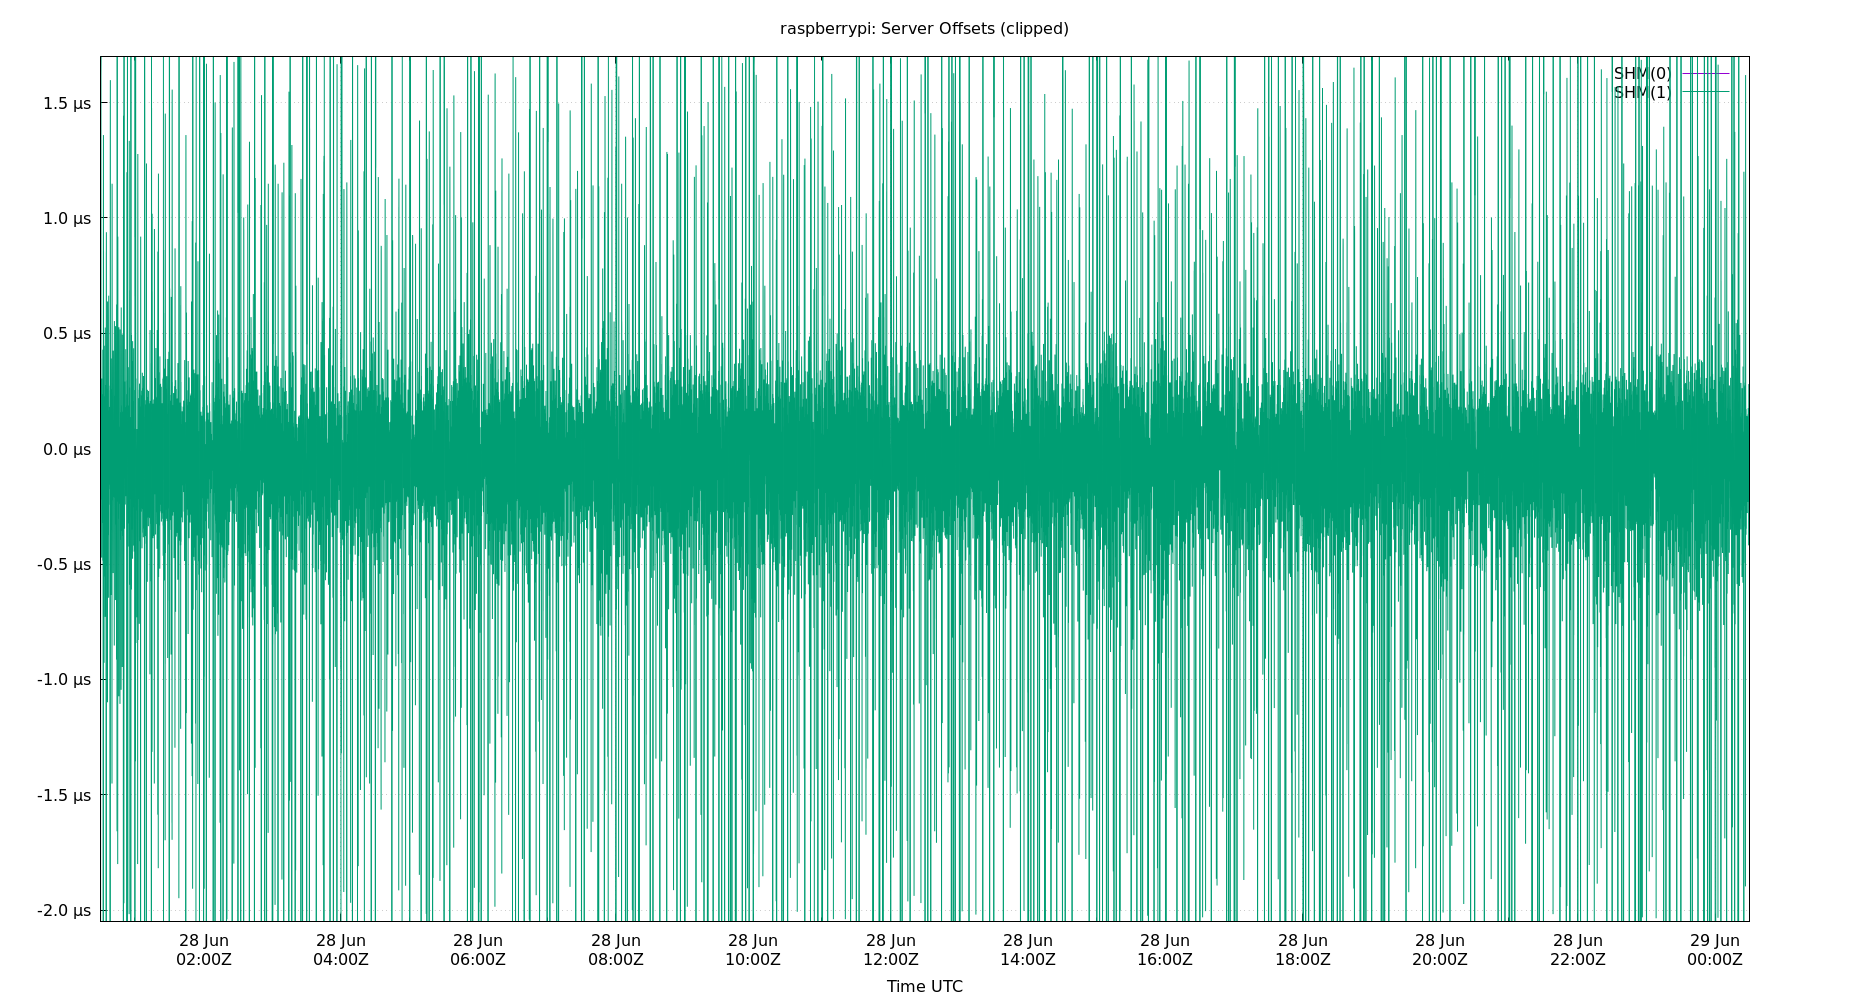 raspberrypi: Server Offsets (clipped)
SHM(0)
SHM(1)
1.5 µs
1.0 µs
0.5 µs
0.0 µs
-0.5 µs
-1.0 µs
-1.5 µs
-2.0 µs
28 Jun 28 Jun 28 Jun 28 Jun 28 Jun 28 Jun 28 Jun 28 Jun 28 Jun 28 Jun 28 Jun 29 Jun
02:00Z 04:00Z 06:00Z 08:00Z 10:00Z 12:00Z 14:00Z 16:00Z 18:00Z 20:00Z 22:00Z 00:00Z
Time UTC